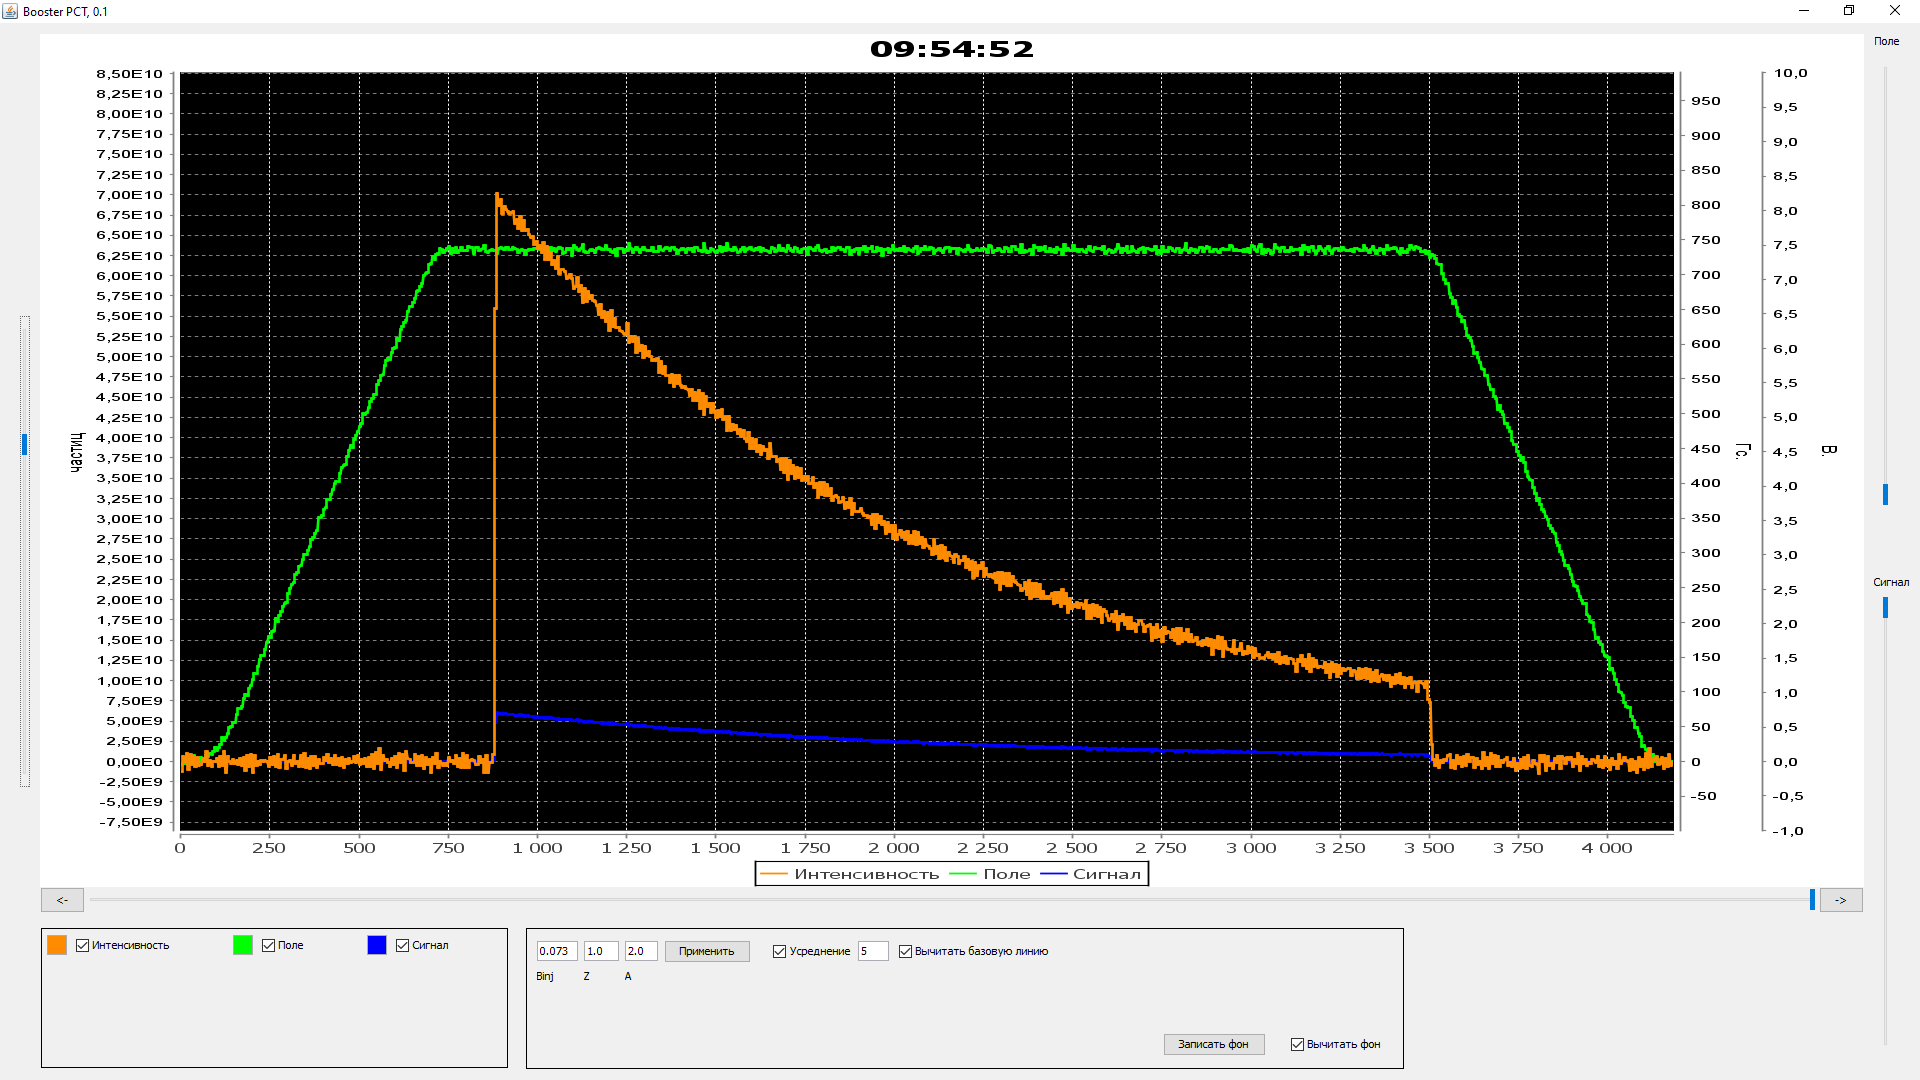 Booster PCT, 0.1
09:54:52
Поле
8,50E10
8,25E10
8,00E10
7,75E10
7,50E10
7,25E10
7,00E10
6,75E10
6,50E10
6,25E10
6,00E10
5,75E10
5,50E10
5,25E10
5,00E10
4,75E10
4,50E10
4,25E10
4,00E10
3,75E10
3,50E10
3,25E10
3,00E10
2,75E10
2,50E10
2,25E10
2,00E10
1,75E10
1,50E10
1,25E10
1,00E10
7,50E9
5,00E9
2,50E9
0,00E0
-2,50E9
-5,00E9
-7,50E9
частиц
950
900
850
800
750
700
650
600
550
500
450
400
350
300
250
200
150
100
50
0
-50
Гс.
10,0
9,5
9,0
8,5
8,0
7,5
7,0
6,5
6,0
5,5
5,0
4,5
4,0
3,5
3,0
2,5
2,0
1,5
1,0
0,5
0,0
-0,5
-1,0
В.
Сигнал
0 250 500 750 1 000 1 250 1 500 1 750 2 000 2 250 2 500 2 750 3 000 3 250 3 500 3 750 4 000
Интенсивность Поле Сигнал
<- ->
Интенсивность Поле Сигнал
0.073 1.0 2.0 Применить Усреднение 5 Вычитать базовую линию
Binj Z A
Записать фон Вычитать фон